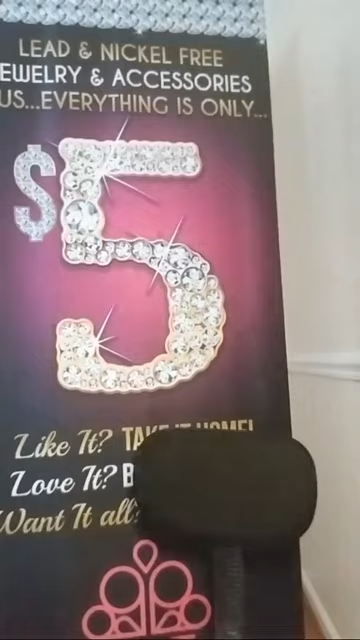 LEAD & NICKEL FREE
EWELRY & ACCESSORIES
US...EVERYTHING IS ONLY...
$5
Like It? TAKE IT HOME!
Love It?
Want It all?